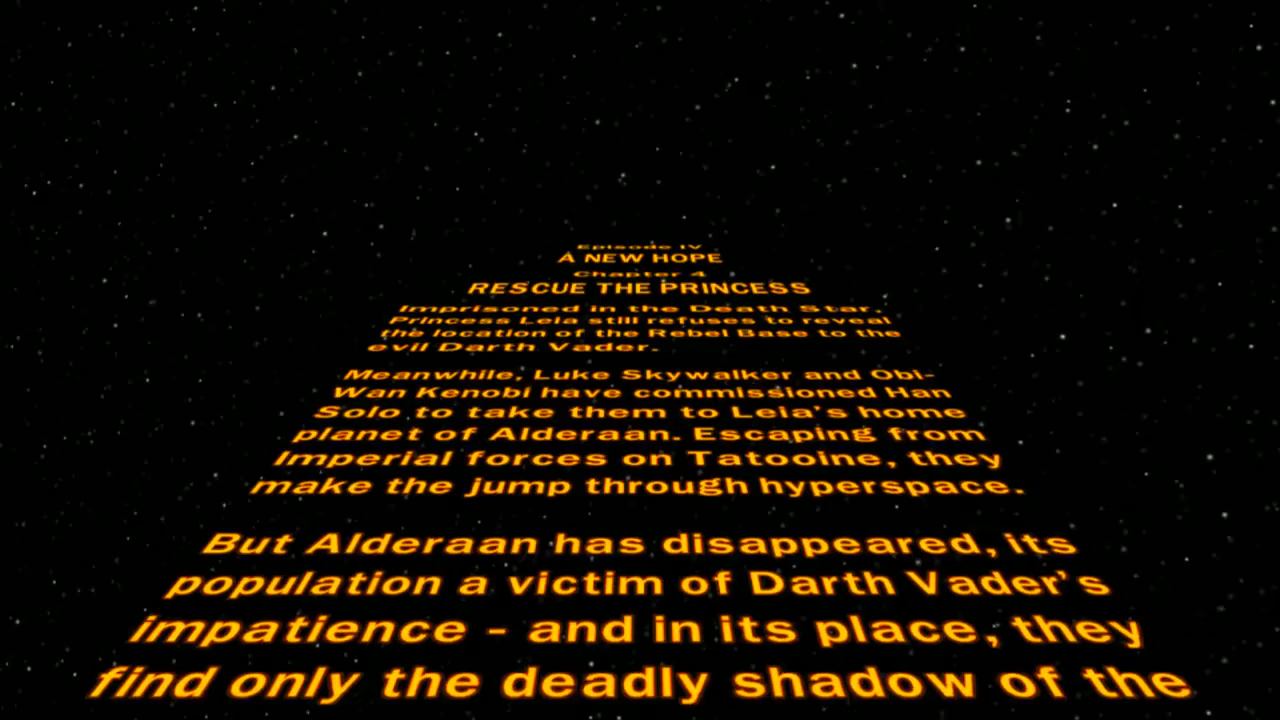 Episode IV
A NEW HOPE
Chapter 4
RESCUE THE PRINCESS
Imprisoned in the Death Star,
Princess Leia still refuses to reveal
the location of the Rebel Base to the
evil Darth Vader.
Meanwhile, Luke Skywalker and Obi-
Wan Kenobi have commissioned Han
Solo to take them to Leia's home
planet of Alderaan. Escaping from
Imperial forces on Tatooine, they
make the jump through hyperspace.
But Alderaan has disappeared, its
population a victim of Darth Vader's
impatience - and in its place, they
find only the deadly shadow of the